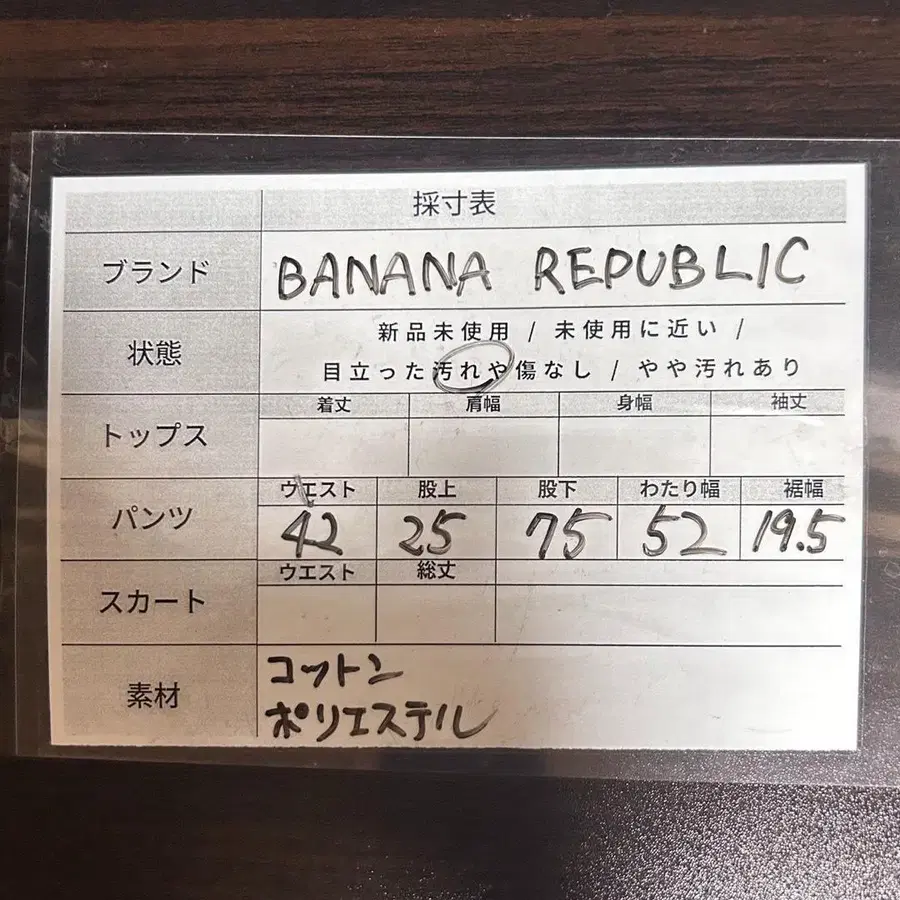 採寸表
ブランド BANANA REPUBLIC
状態 新品未使用 / 未使用に近い /
目立った汚れや傷なし / やや汚れあり
着丈 肩幅 身幅 袖丈
トップス
ウエスト 股上 股下 わたり幅 裾幅
パンツ 42 25 75 52 19.5
ウエスト 総丈
スカート
素材 コットン
ポリエステル